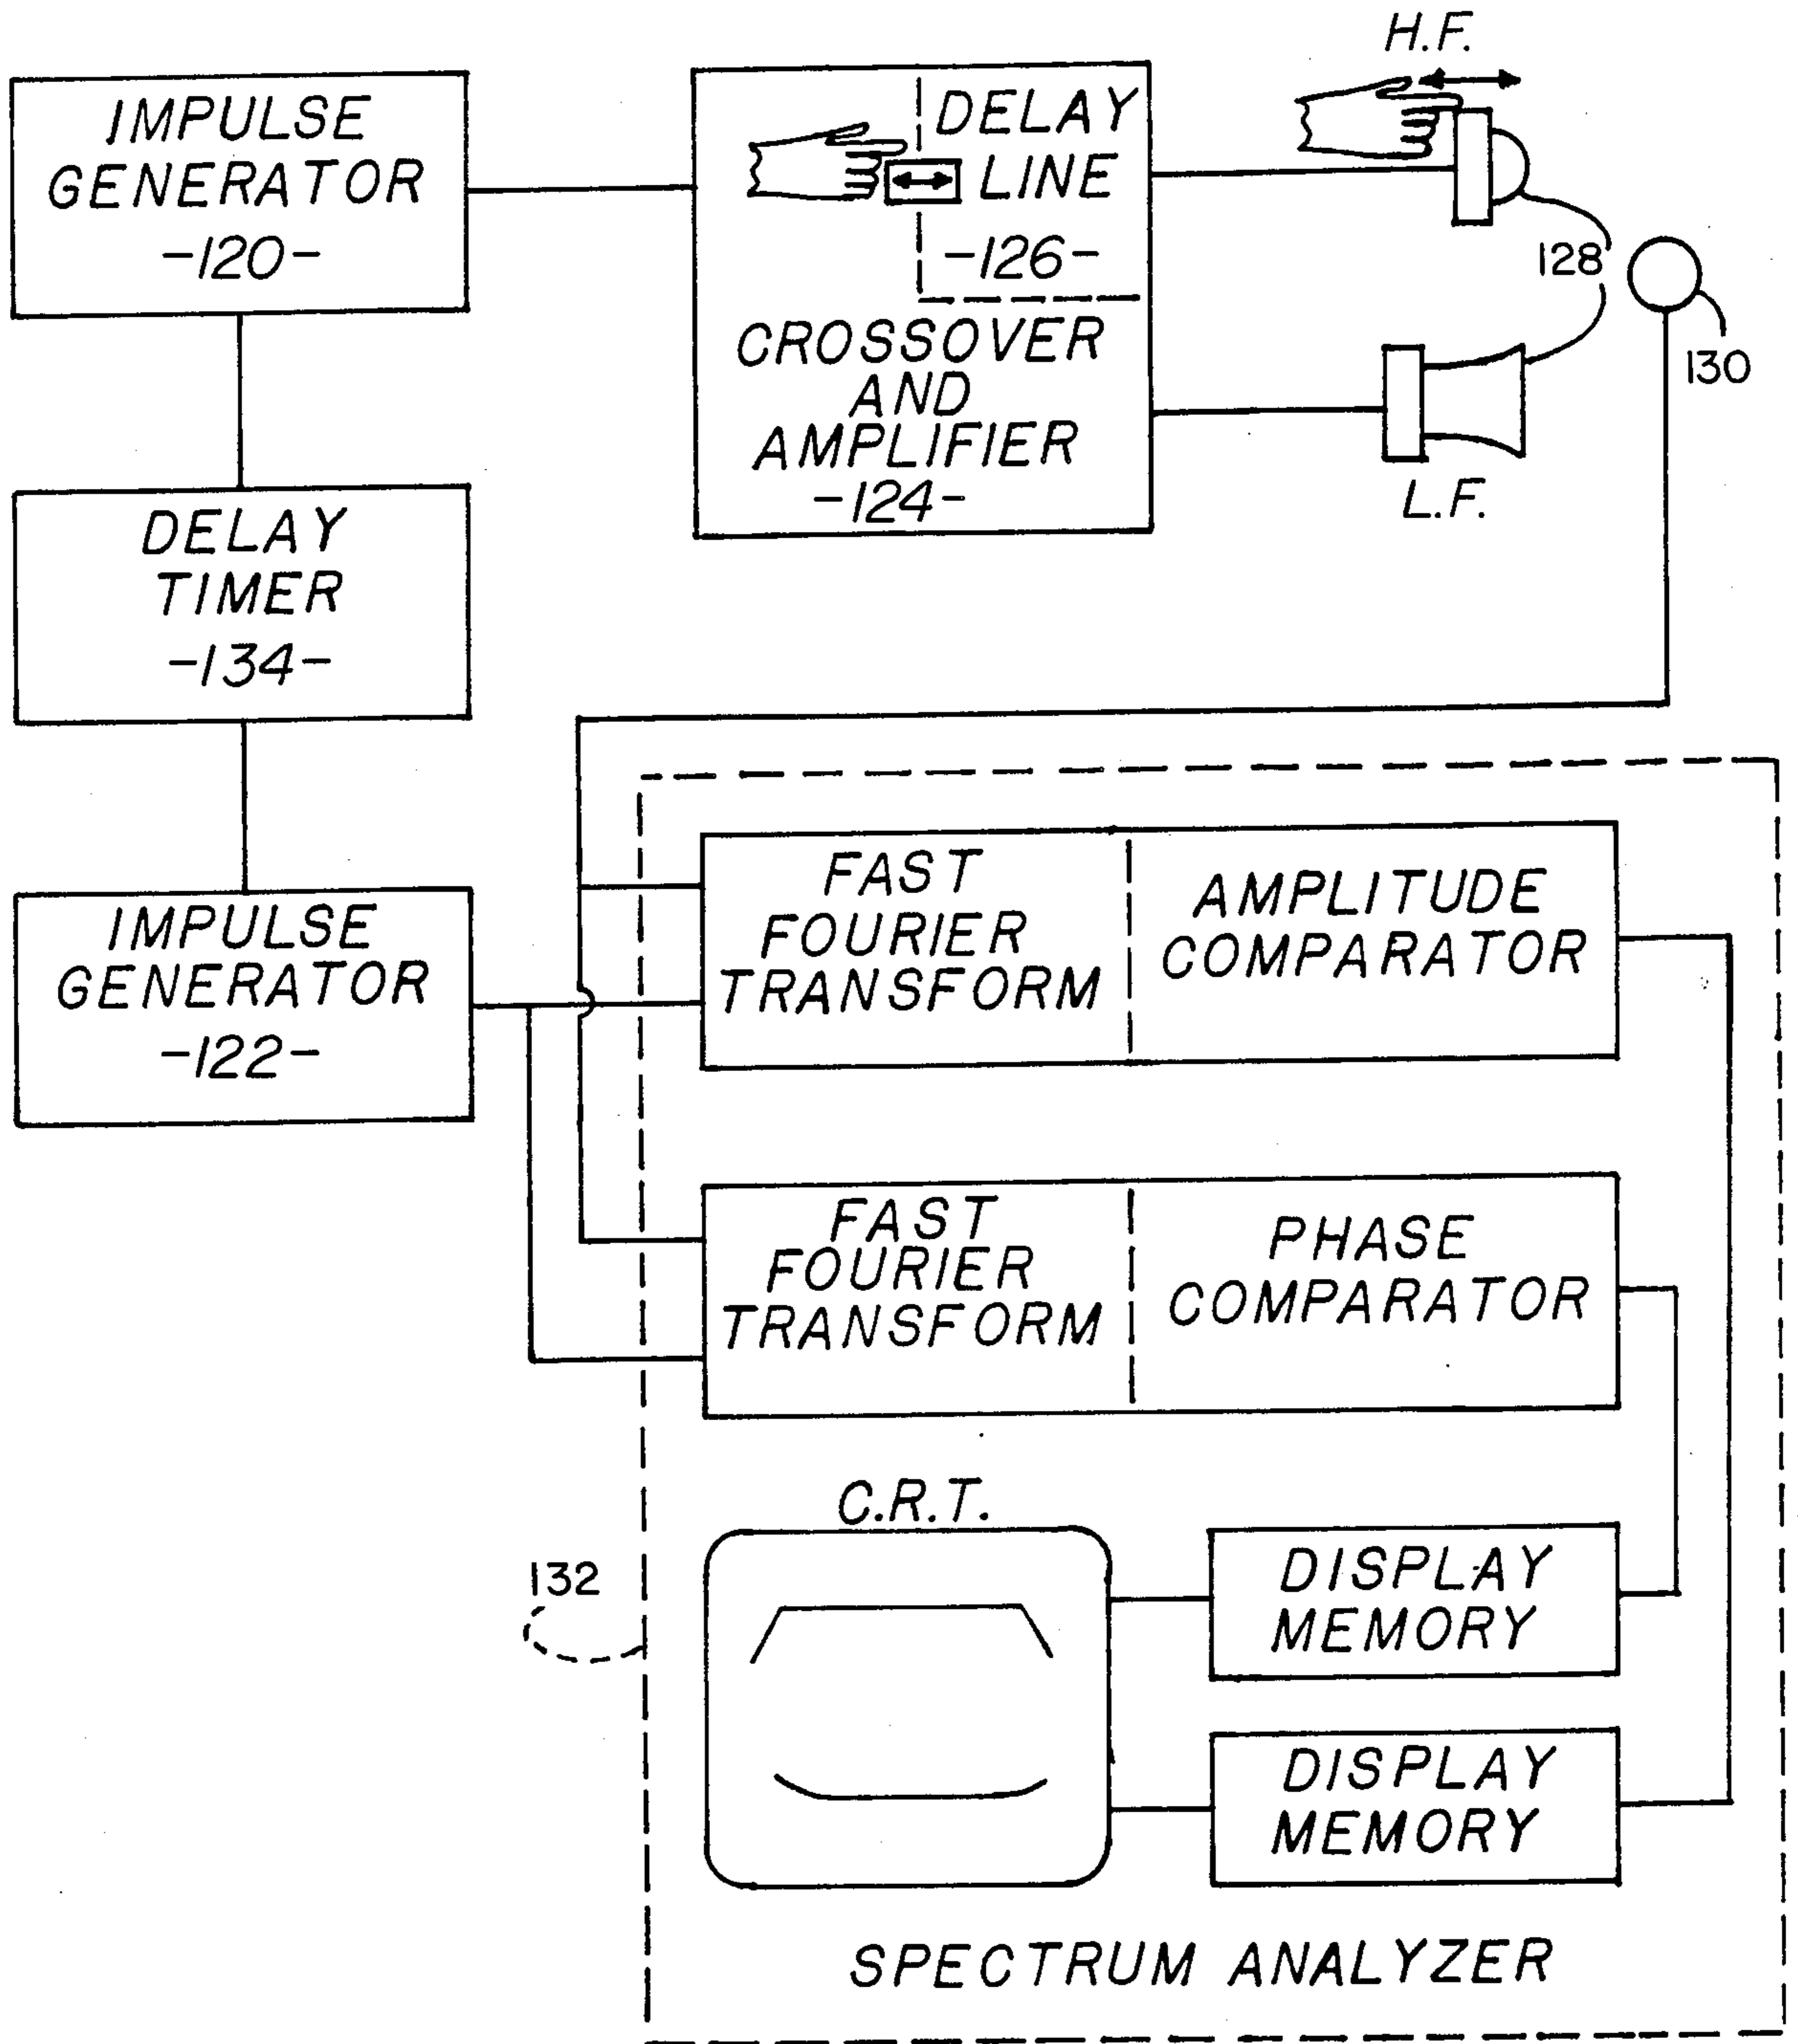 IMPULSE
GENERATOR
-120-
DELAY
LINE
-126-
CROSSOVER
AND
AMPLIFIER
-124-
H.F.
128
130
L.F.
DELAY
TIMER
-134-
IMPULSE
GENERATOR
-122-
FAST
FOURIER
TRANSFORM
AMPLITUDE
COMPARATOR
FAST
FOURIER
TRANSFORM
PHASE
COMPARATOR
C.R.T.
132
DISPLAY
MEMORY
DISPLAY
MEMORY
SPECTRUM ANALYZER